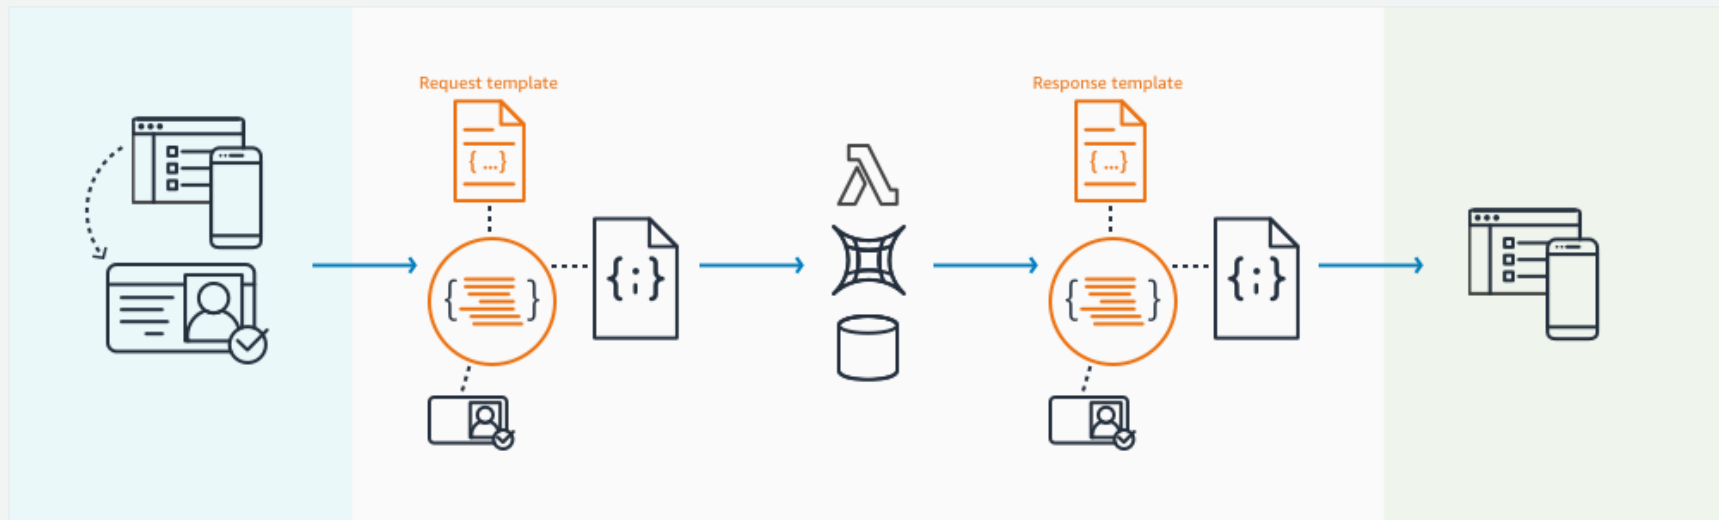 Request template
Response template
{ ... }
{ ... }
{ }
{ ; }
{ }
{ ; }